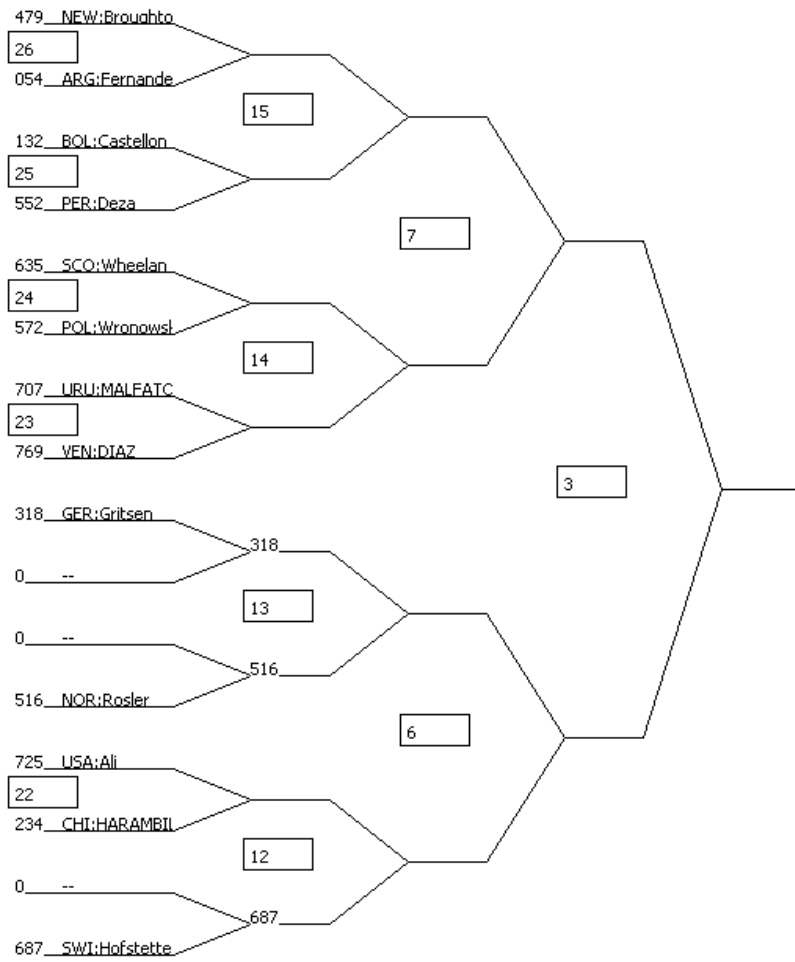 479 NEW:Broughto
26
054 ARG:Fernande
15
132 BOL:Castellon
25
552 PER:Deza
7
635 SCO:Wheelan
24
572 POL:Wronowsł
14
707 URU:MALFATC
23
769 VEN:DIAZ
3
318 GER:Gritsen
318
0 --
13
0 --
516
516 NOR:Rosler
6
725 USA:Ali
22
234 CHI:HARAMBIL
12
0 --
687
687 SWI:Hofstette